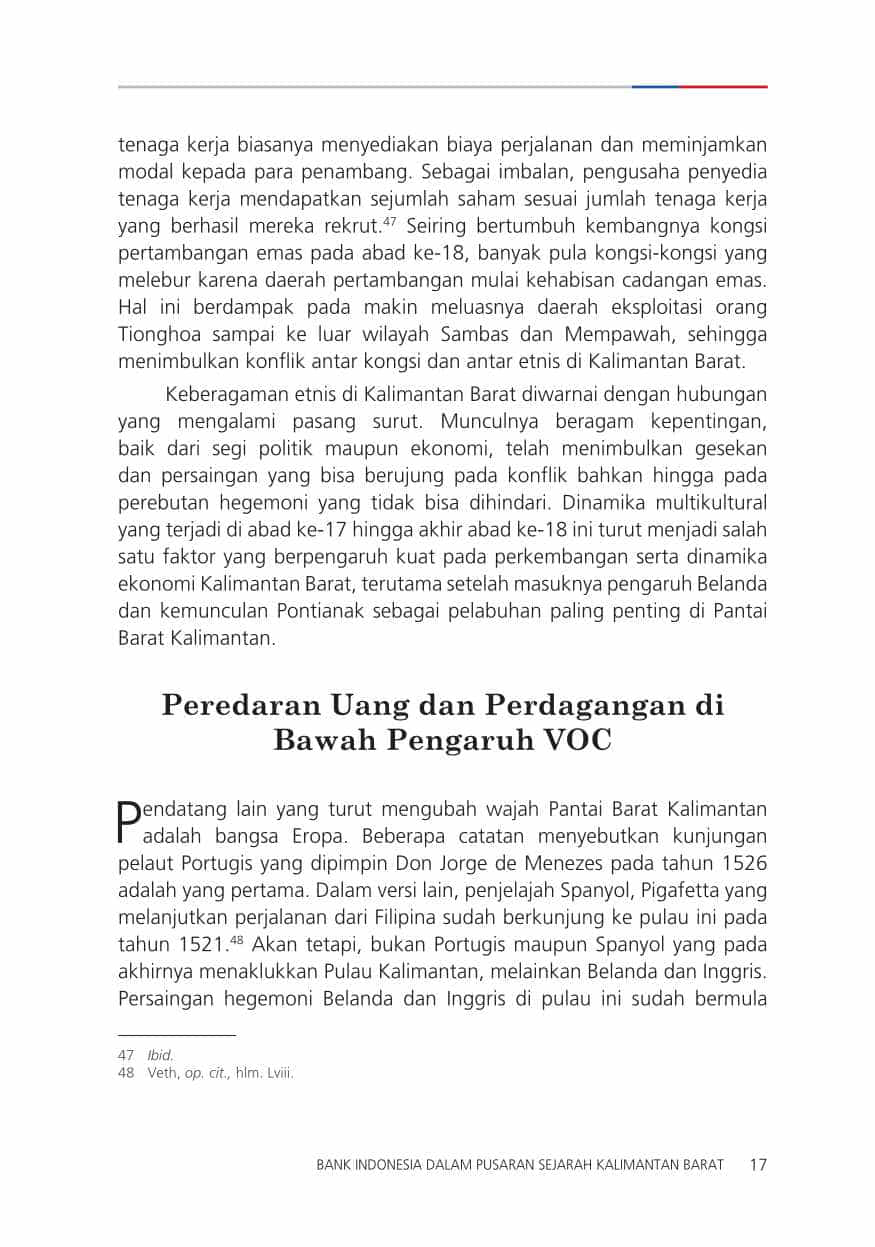 tenaga kerja biasanya menyediakan biaya perjalanan dan meminjamkan
modal kepada para penambang. Sebagai imbalan, pengusaha penyedia
tenaga kerja mendapatkan sejumlah saham sesuai jumlah tenaga kerja
yang berhasil mereka rekrut.47 Seiring bertumbuh kembangnya kongsi
pertambangan emas pada abad ke-18, banyak pula kongsi-kongsi yang
melebur karena daerah pertambangan mulai kehabisan cadangan emas.
Hal ini berdampak pada makin meluasnya daerah eksploitasi orang
Tionghoa sampai ke luar wilayah Sambas dan Mempawah, sehingga
menimbulkan konflik antar kongsi dan antar etnis di Kalimantan Barat.
Keberagaman etnis di Kalimantan Barat diwarnai dengan hubungan
yang mengalami pasang surut. Munculnya beragam kepentingan,
baik dari segi politik maupun ekonomi, telah menimbulkan gesekan
dan persaingan yang bisa berujung pada konflik bahkan hingga pada
perebutan hegemoni yang tidak bisa dihindari. Dinamika multikultural
yang terjadi di abad ke-17 hingga akhir abad ke-18 ini turut menjadi salah
satu faktor yang berpengaruh kuat pada perkembangan serta dinamika
ekonomi Kalimantan Barat, terutama setelah masuknya pengaruh Belanda
dan kemunculan Pontianak sebagai pelabuhan paling penting di Pantai
Barat Kalimantan.
Peredaran Uang dan Perdagangan di
Bawah Pengaruh VOC
Pendatang lain yang turut mengubah wajah Pantai Barat Kalimantan
adalah bangsa Eropa. Beberapa catatan menyebutkan kunjungan
pelaut Portugis yang dipimpin Don Jorge de Menezes pada tahun 1526
adalah yang pertama. Dalam versi lain, penjelajah Spanyol, Pigafetta yang
melanjutkan perjalanan dari Filipina sudah berkunjung ke pulau ini pada
tahun 1521.48 Akan tetapi, bukan Portugis maupun Spanyol yang pada
akhirnya menaklukkan Pulau Kalimantan, melainkan Belanda dan Inggris.
Persaingan hegemoni Belanda dan Inggris di pulau ini sudah bermula
47 Ibid.
48 Veth, op. cit., hlm. Lviii.
BANK INDONESIA DALAM PUSARAN SEJARAH KALIMANTAN BARAT 17